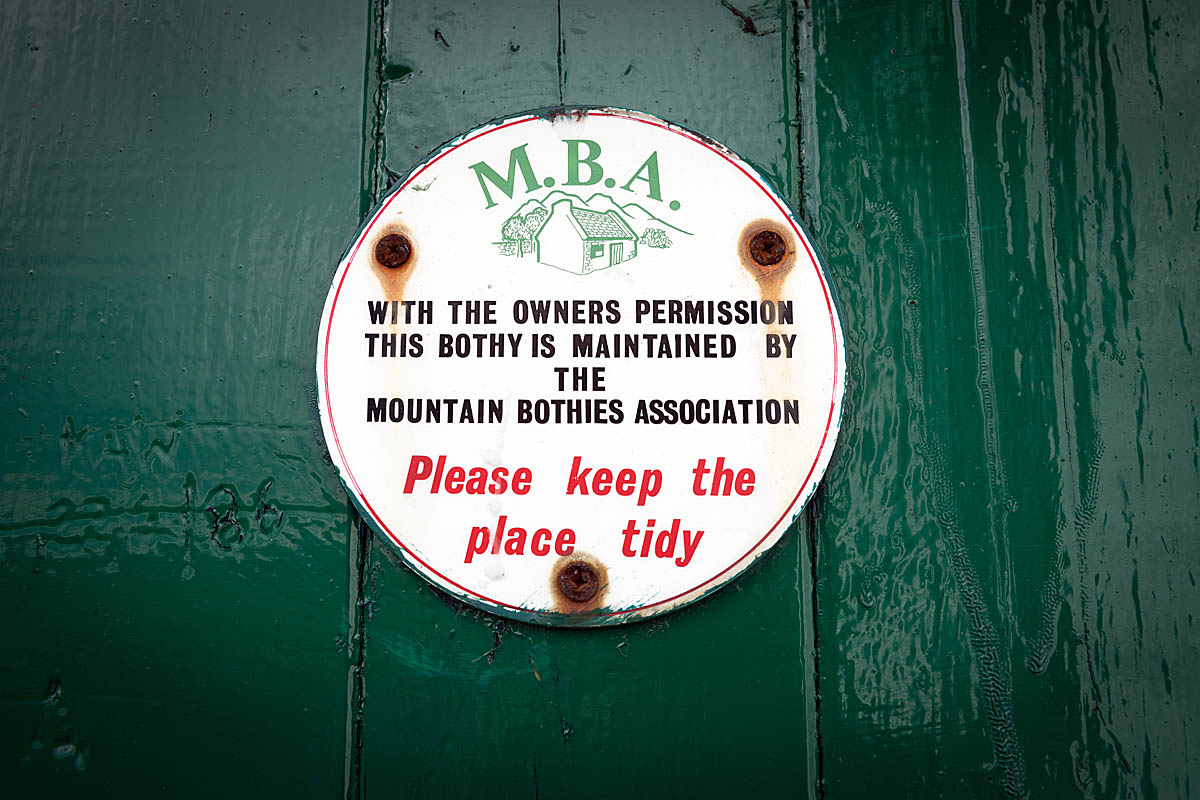 M.B.A.
WITH THE OWNERS PERMISSION
THIS BOTHY IS MAINTAINED BY
THE
MOUNTAIN BOTHIES ASSOCIATION
Please keep the
place tidy